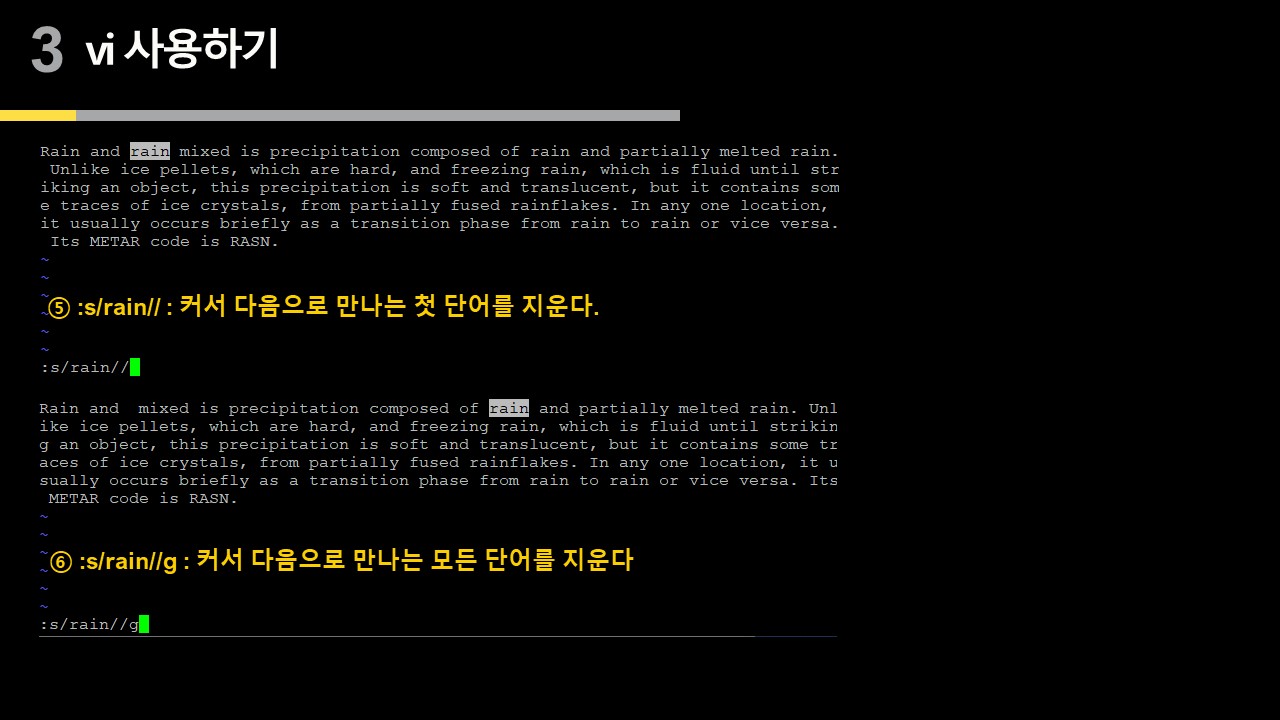 3 vi 사용하기
Rain and rain mixed is precipitation composed of rain and partially melted rain.
Unlike ice pellets, which are hard, and freezing rain, which is fluid until str
iking an object, this precipitation is soft and translucent, but it contains som
e traces of ice crystals, from partially fused rainflakes. In any one location,
it usually occurs briefly as a transition phase from rain to rain or vice versa.
Its METAR code is RASN.
~
~
~
⑤ :s/rain// : 커서 다음으로 만나는 첫 단어를 지운다.
~
~
~
:s/rain//
Rain and  mixed is precipitation composed of rain and partially melted rain. Unl
ike ice pellets, which are hard, and freezing rain, which is fluid until strikin
g an object, this precipitation is soft and translucent, but it contains some tr
aces of ice crystals, from partially fused rainflakes. In any one location, it u
sually occurs briefly as a transition phase from rain to rain or vice versa. Its
METAR code is RASN.
~
~
~
⑥ :s/rain//g : 커서 다음으로 만나는 모든 단어를 지운다
~
~
~
:s/rain//g